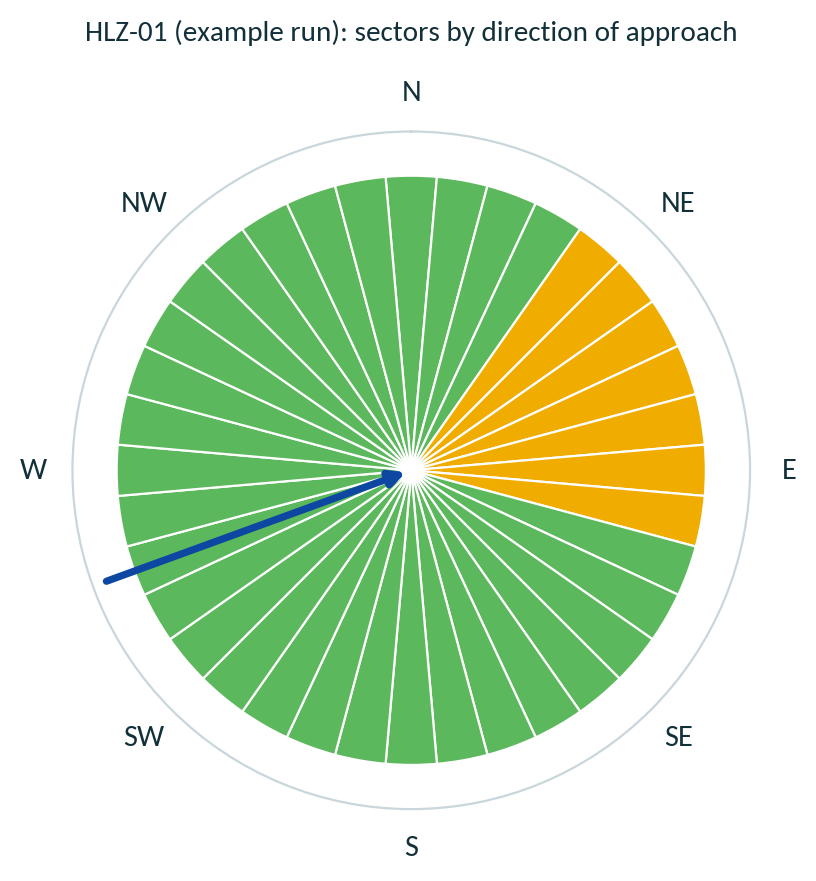 HLZ-01 (example run): sectors by direction of approach
N
NW
NE
W
E
SW
SE
S